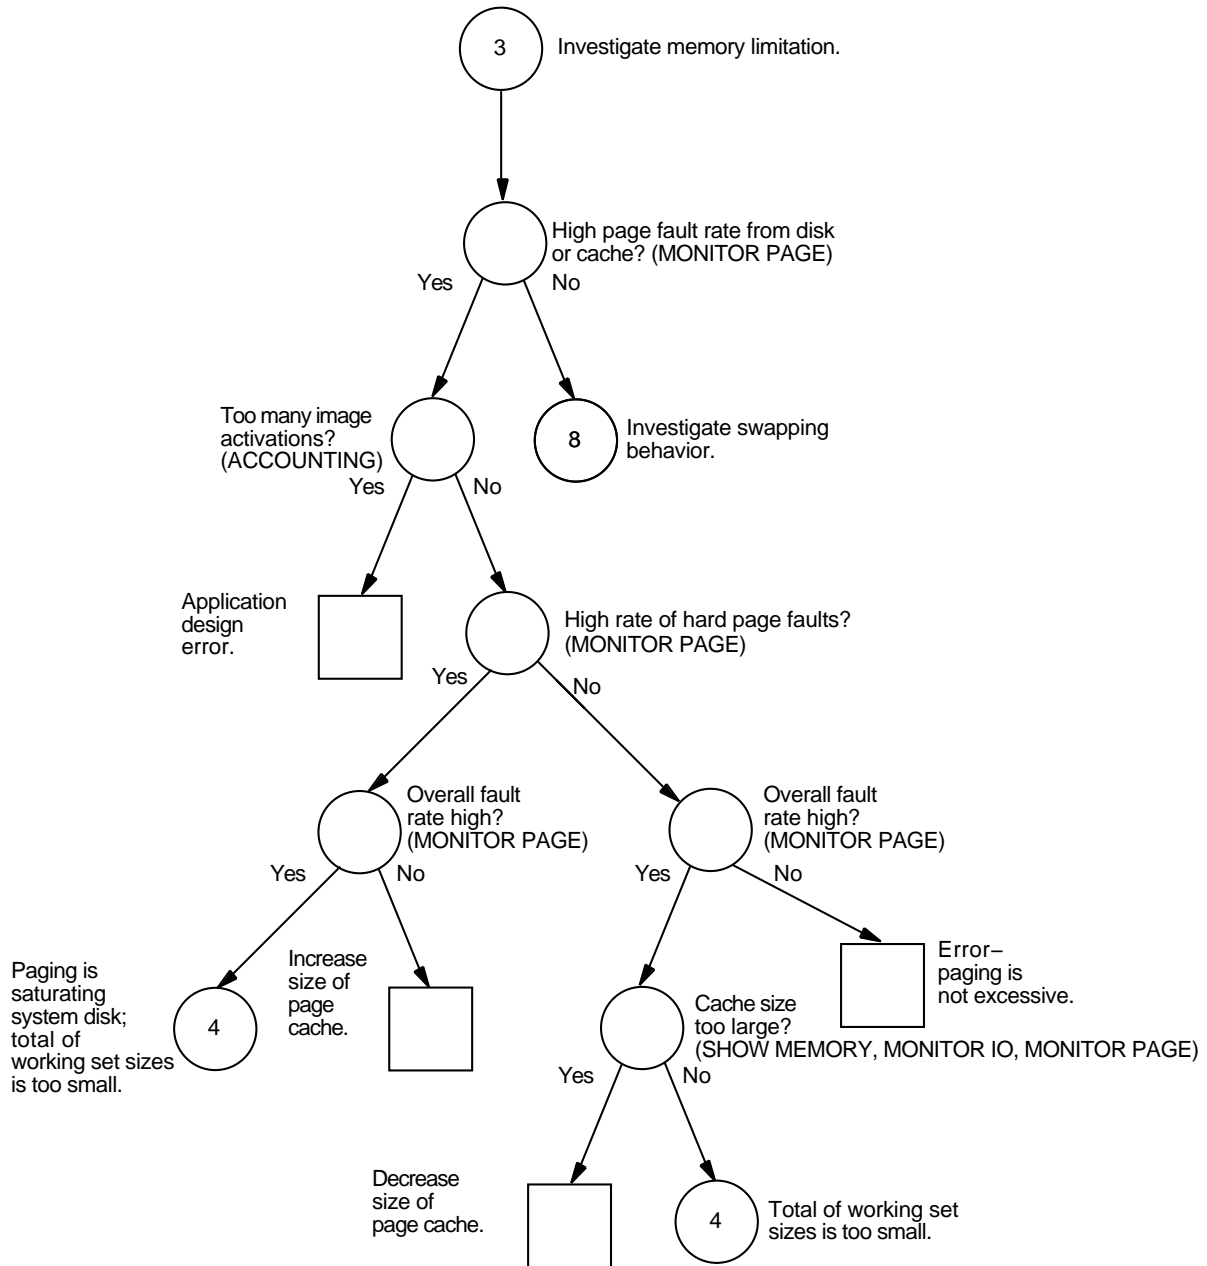 3
Investigate memory limitation.
High page fault rate from disk
or cache? (MONITOR PAGE)
Yes
No
Too many image
activations?
(ACCOUNTING)
Yes
No
8
Investigate swapping
behavior.
Application
design
error.
High rate of hard page faults?
(MONITOR PAGE)
Yes
No
Overall fault
rate high?
(MONITOR PAGE)
Yes
No
Overall fault
rate high?
(MONITOR PAGE)
Yes
No
Paging is
saturating
system disk;
total of
working set sizes
is too small.
4
Increase
size of
page
cache.
Error–
paging is
not excessive.
Cache size
too large?
(SHOW MEMORY, MONITOR IO, MONITOR PAGE)
Yes
No
Decrease
size of
page cache.
4
Total of working set
sizes is too small.